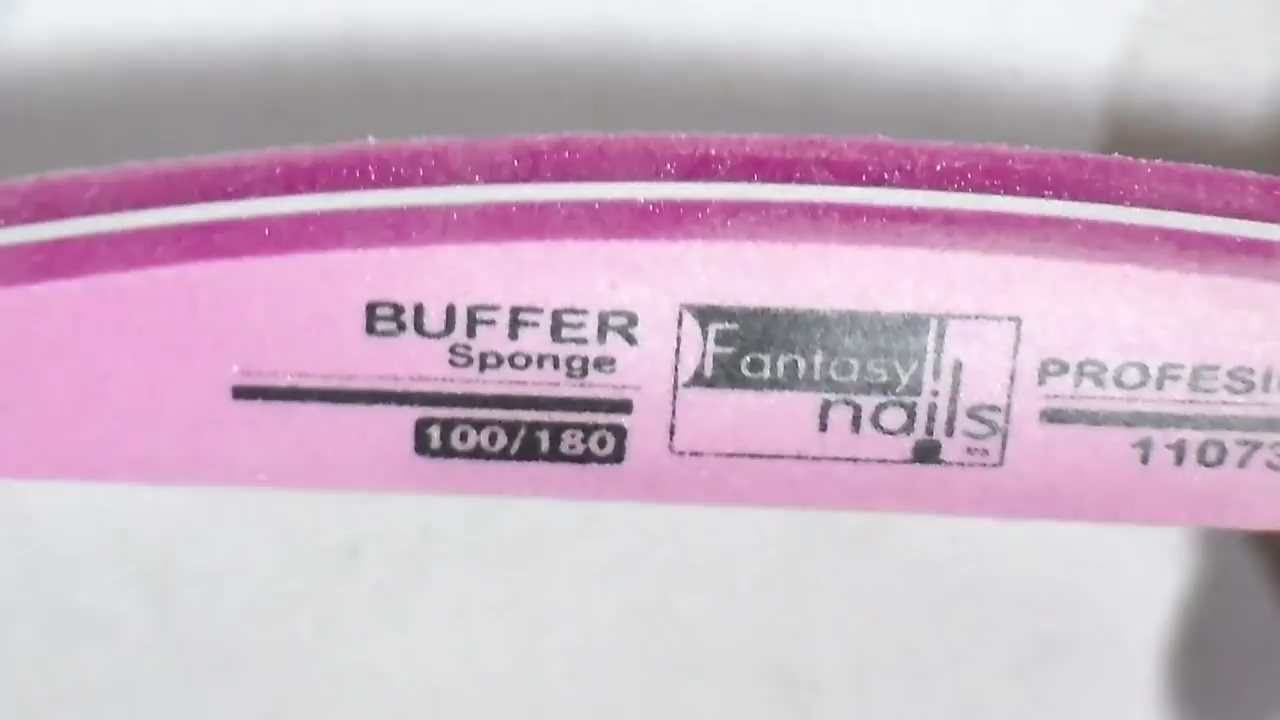 BUFFER
Sponge
100/180
Fantasy
nails
PROFESI
11073